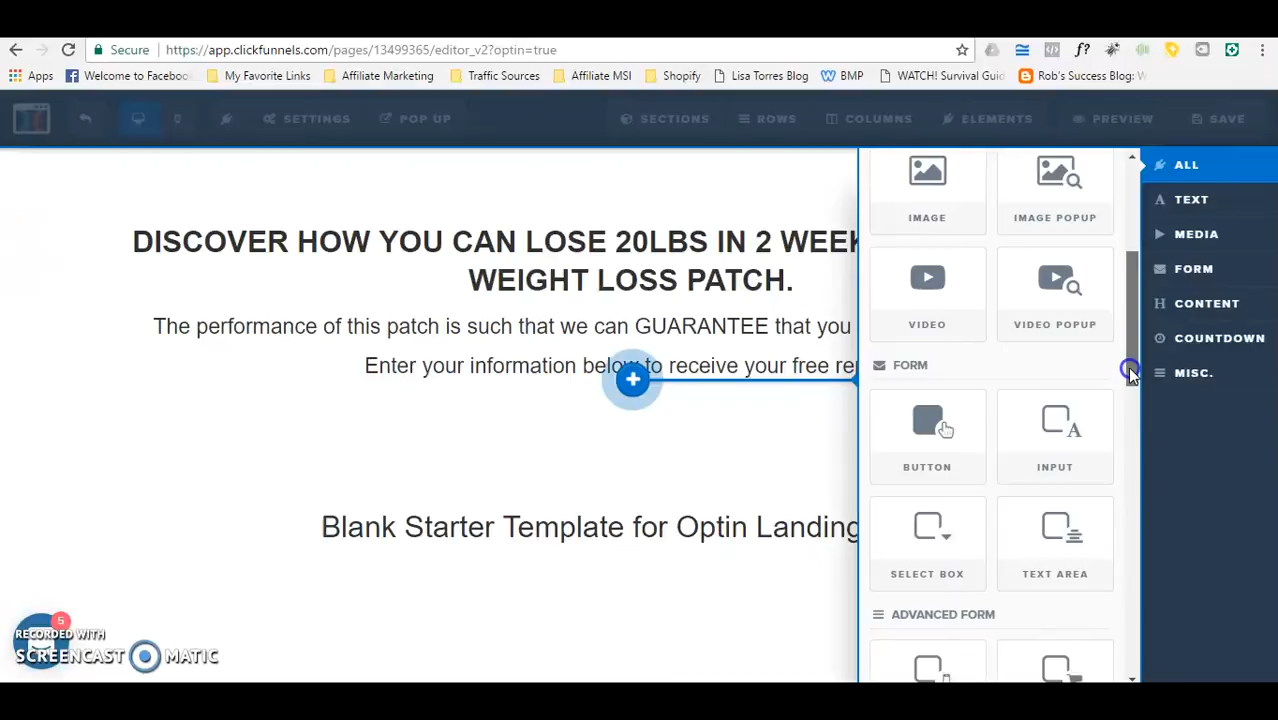 Secure https://app.clickfunnels.com/pages/13499365/editor_v2?optin=true
f?
Apps Welcome to Facebo My Favorite Links Affiliate Marketing Traffic Sources Affiliate MSI Shopify Lisa Torres Blog BMP WATCH! Survival Guid Rob's Success Blog: W
SETTINGS POP UP SECTIONS ROWS COLUMNS ELEMENTS PREVIEW SAVE
ALL
TEXT
MEDIA
FORM
CONTENT
COUNTDOWN
MISC.
IMAGE IMAGE POPUP
VIDEO VIDEO POPUP
FORM
BUTTON INPUT
SELECT BOX TEXT AREA
ADVANCED FORM
DISCOVER HOW YOU CAN LOSE 20LBS IN 2 WEEK
WEIGHT LOSS PATCH.
The performance of this patch is such that we can GUARANTEE that you
Enter your information below to receive your free re
Blank Starter Template for Optin Landing
5
RECORDED WITH
SCREENCAST MATIC